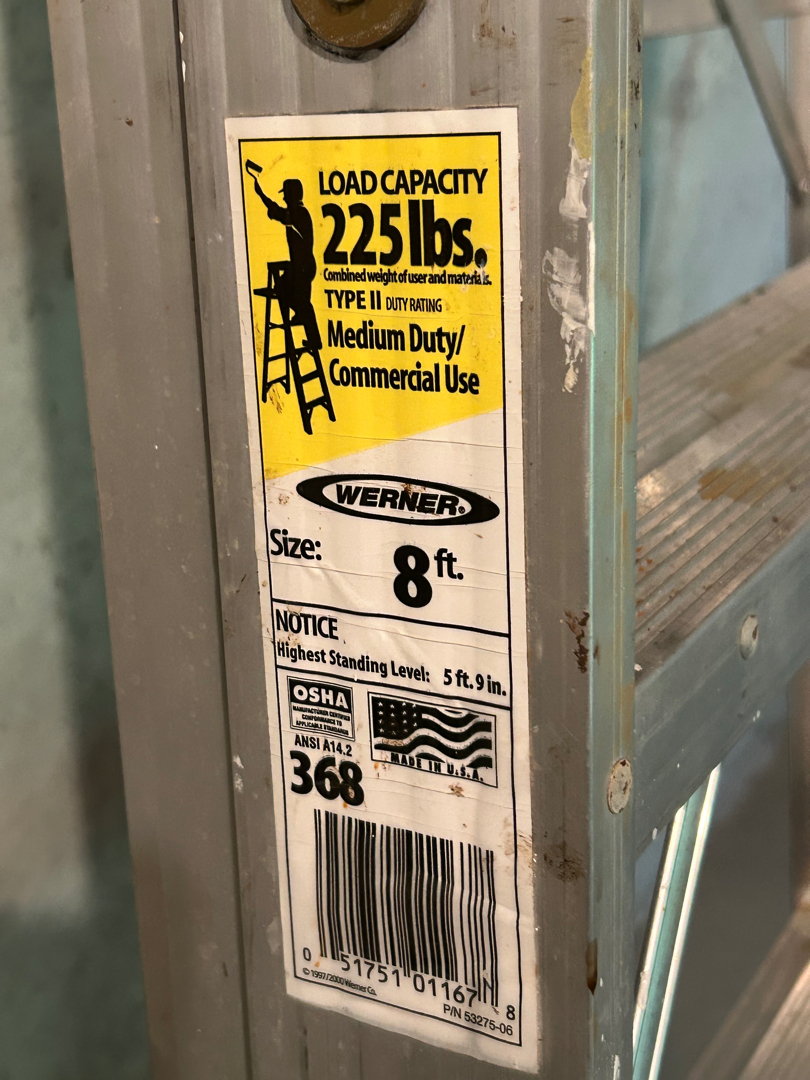 LOAD CAPACITY
225 lbs.
Combined weight of user and materials.
TYPE II DUTY RATING
Medium Duty/
Commercial Use
WERNER®
Size: 8 ft.
NOTICE
Highest Standing Level: 5 ft. 9 in.
OSHA
MANUFACTURER CERTIFIED
CONFORMANCE TO
APPLICABLE STANDARDS
ANSI A14.2
MADE IN U.S.A.
368
0 51751 01167 8
© 1997/2000 Werner Co.
P/N 53275-06